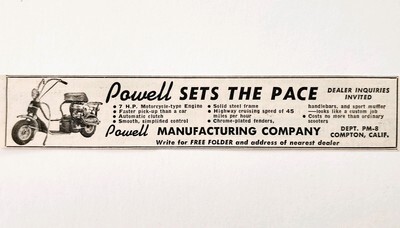 Powell SETS THE PACE
DEALER INQUIRIES
INVITED
• 7 H.P. Motorcycle-type Engine
• Faster pick-up than a car
• Automatic clutch
• Smooth, simplified control
• Solid steel frame
• Highway cruising speed of 45
miles per hour
• Chrome-plated fenders,
handlebars, and sport muffler
—looks like a custom job
• Costs no more than ordinary
scooters
Powell MANUFACTURING COMPANY
DEPT. PM-8
COMPTON, CALIF.
Write for FREE FOLDER and address of nearest dealer